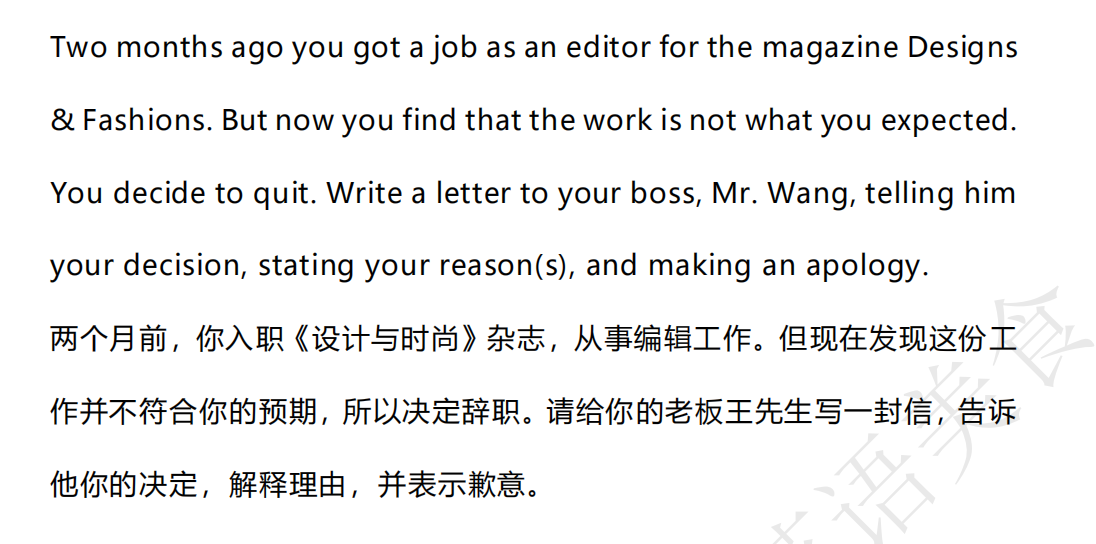 Two months ago you got a job as an editor for the magazine Designs
& Fashions. But now you find that the work is not what you expected.
You decide to quit. Write a letter to your boss, Mr. Wang, telling him
your decision, stating your reason(s), and making an apology.
两个月前，你入职《设计与时尚》杂志，从事编辑工作。但现在发现这份工
作并不符合你的预期，所以决定辞职。请给你的老板王先生写一封信，告诉
他你的决定，解释理由，并表示歉意。
语美食